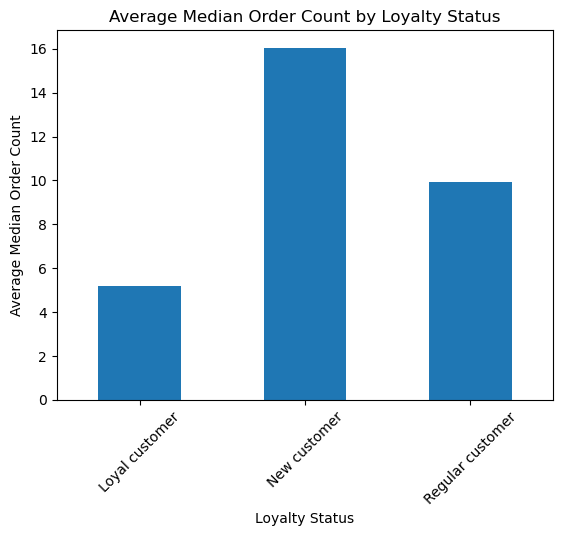 Average Median Order Count by Loyalty Status
Average Median Order Count
16
14
12
10
8
6
4
2
0
Loyal customer
New customer
Regular customer
Loyalty Status